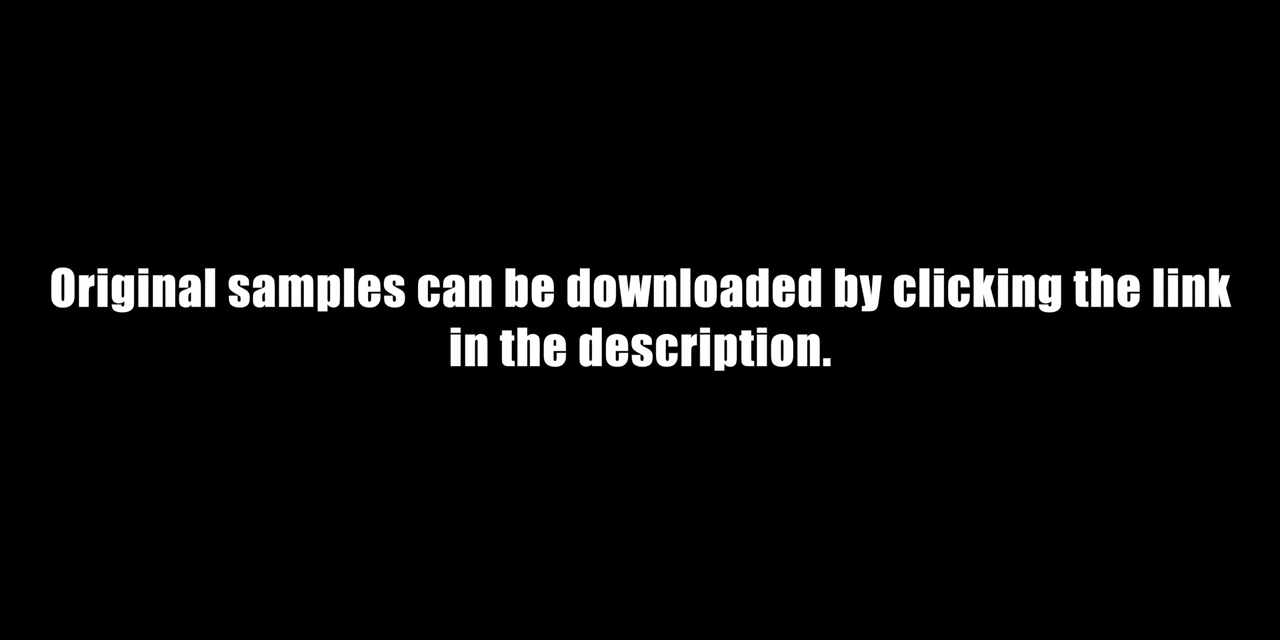 Original samples can be downloaded by clicking the link
in the description.